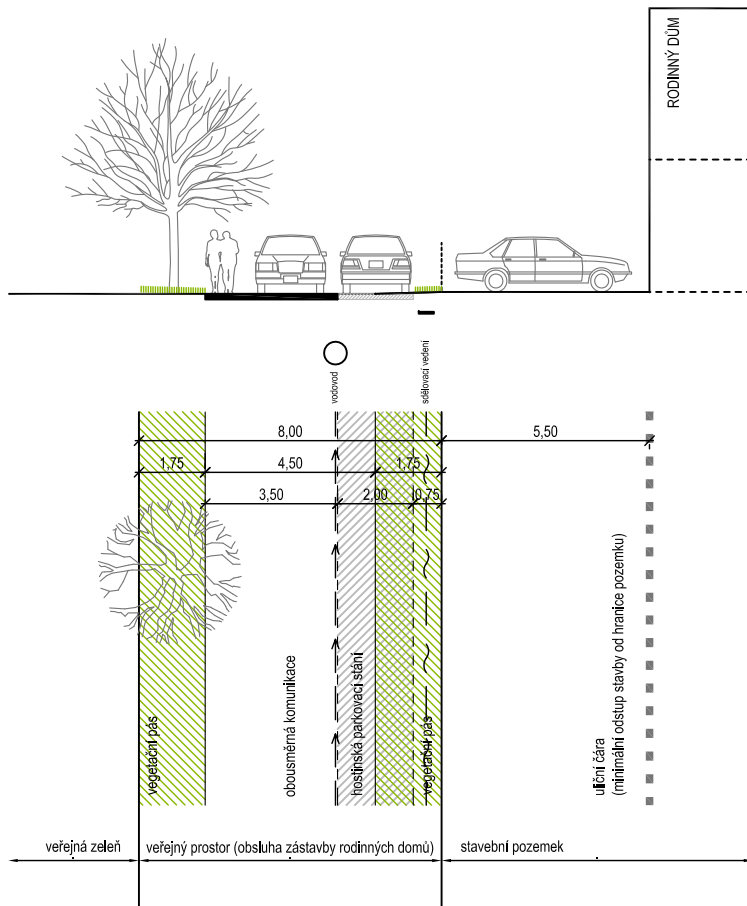 RODINNÝ DŮM
vodovod
sdělovací vedení
8,00
5,50
1,75
4,50
1,75
3,50
2,00
0,75
vegetační pás
obousměrná komunikace
hostinská parkovací stání
vegetační pás
uliční čára
(minimální odstup stavby od hranice pozemku)
veřejná zeleň
veřejný prostor (obsluha zástavby rodinných domů)
stavební pozemek